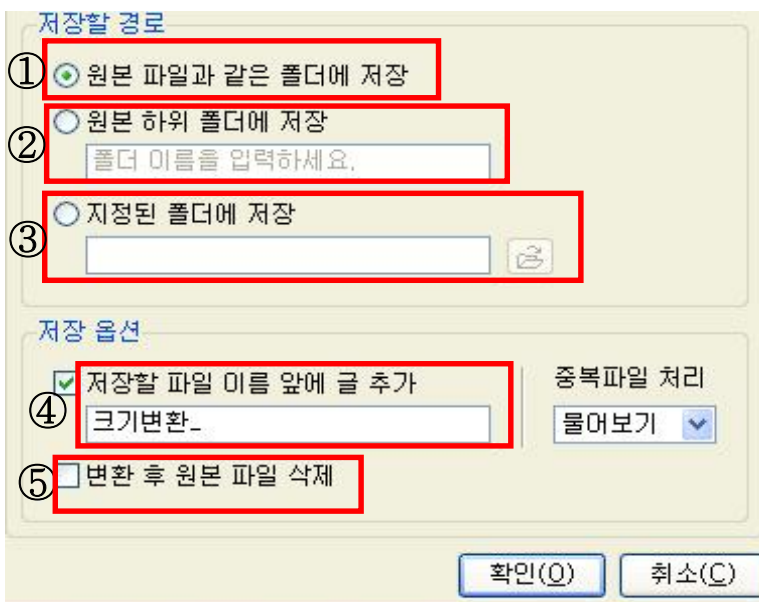 저장할 경로
① 원본 파일과 같은 폴더에 저장
② 원본 하위 폴더에 저장
폴더 이름을 입력하세요.
③ 지정된 폴더에 저장
저장 옵션
④ 저장할 파일 이름 앞에 글 추가
크기변환_
중복파일 처리
물어보기
⑤ 변환 후 원본 파일 삭제
확인(O) 취소(C)